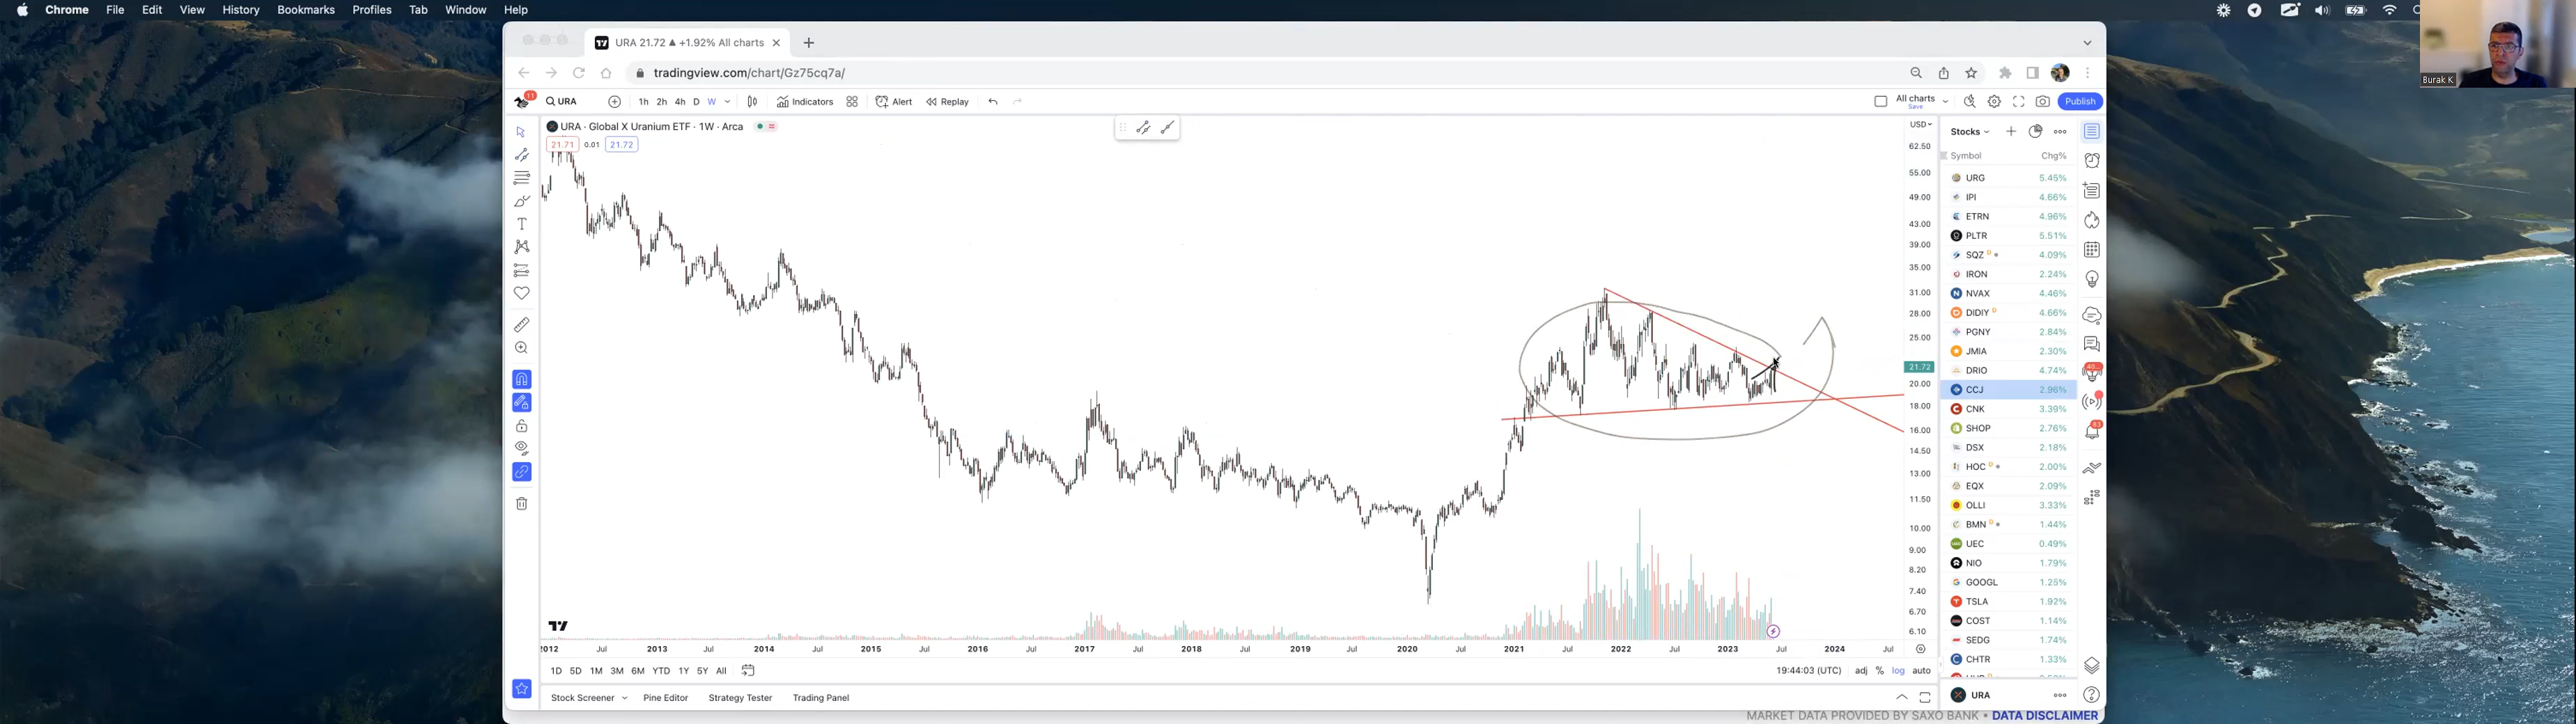 Chrome File Edit View History Bookmarks Profiles Tab Window Help
Burak K
URA 21.72 ▲ +1.92% All charts
tradingview.com/chart/Gz75cq7a/
11
URA 1h 2h 4h D W Indicators Alert Replay All charts Save Publish
URA · Global X Uranium ETF · 1W · Arca
21.71 0.01 21.72
USD
62.50
55.00
49.00
43.00
39.00
35.00
31.00
28.00
25.00
21.72
20.00
18.00
16.00
14.50
13.00
11.50
10.00
9.00
8.20
7.40
6.70
6.10
2012 Jul 2013 Jul 2014 Jul 2015 Jul 2016 Jul 2017 Jul 2018 Jul 2019 Jul 2020 Jul 2021 Jul 2022 Jul 2023 Jul 2024 Jul
1D 5D 1M 3M 6M YTD 1Y 5Y All 19:44:03 (UTC) adj % log auto
Stock Screener Pine Editor Strategy Tester Trading Panel
Stocks
Symbol Chg%
URG 5.45%
IPI 4.66%
ETRN 4.96%
PLTR 5.51%
SQZ D 4.09%
IRON 2.24%
NVAX 4.46%
DIDIY D 4.66%
PGNY 2.84%
JMIA 2.30%
DRIO 4.74%
CCJ 2.96%
CNK 3.39%
SHOP 2.76%
DSX 2.18%
HOC D 2.00%
EQX 2.09%
OLLI 3.33%
BMN D 1.44%
UEC 0.49%
NIO 1.79%
GOOGL 1.25%
TSLA 1.92%
COST 1.14%
SEDG 1.74%
CHTR 1.33%
URA
MARKET DATA PROVIDED BY SAXO BANK • DATA DISCLAIMER